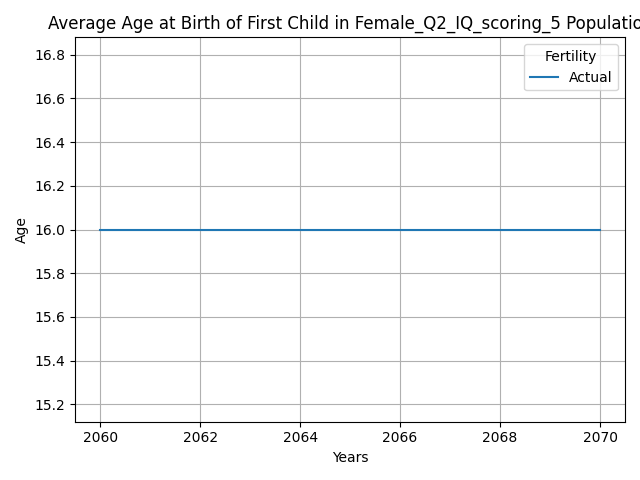 Average Age at Birth of First Child in Female_Q2_IQ_scoring_5 Populatio
Fertility
Actual
16.8
16.6
16.4
16.2
16.0
15.8
15.6
15.4
15.2
Age
2060 2062 2064 2066 2068 2070
Years